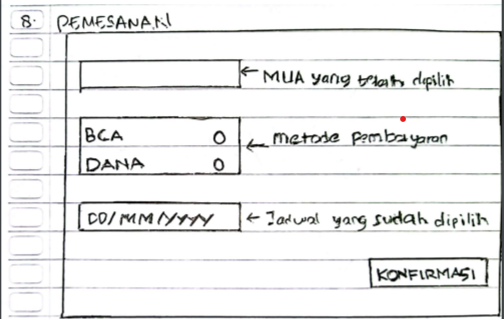 8. PEMESANAN
← MUA yang telah dipilih
BCA O
← metode pembayaran
DANA O
DD/MM/YYYY ← Jadwal yang sudah dipilih
KONFIRMASI